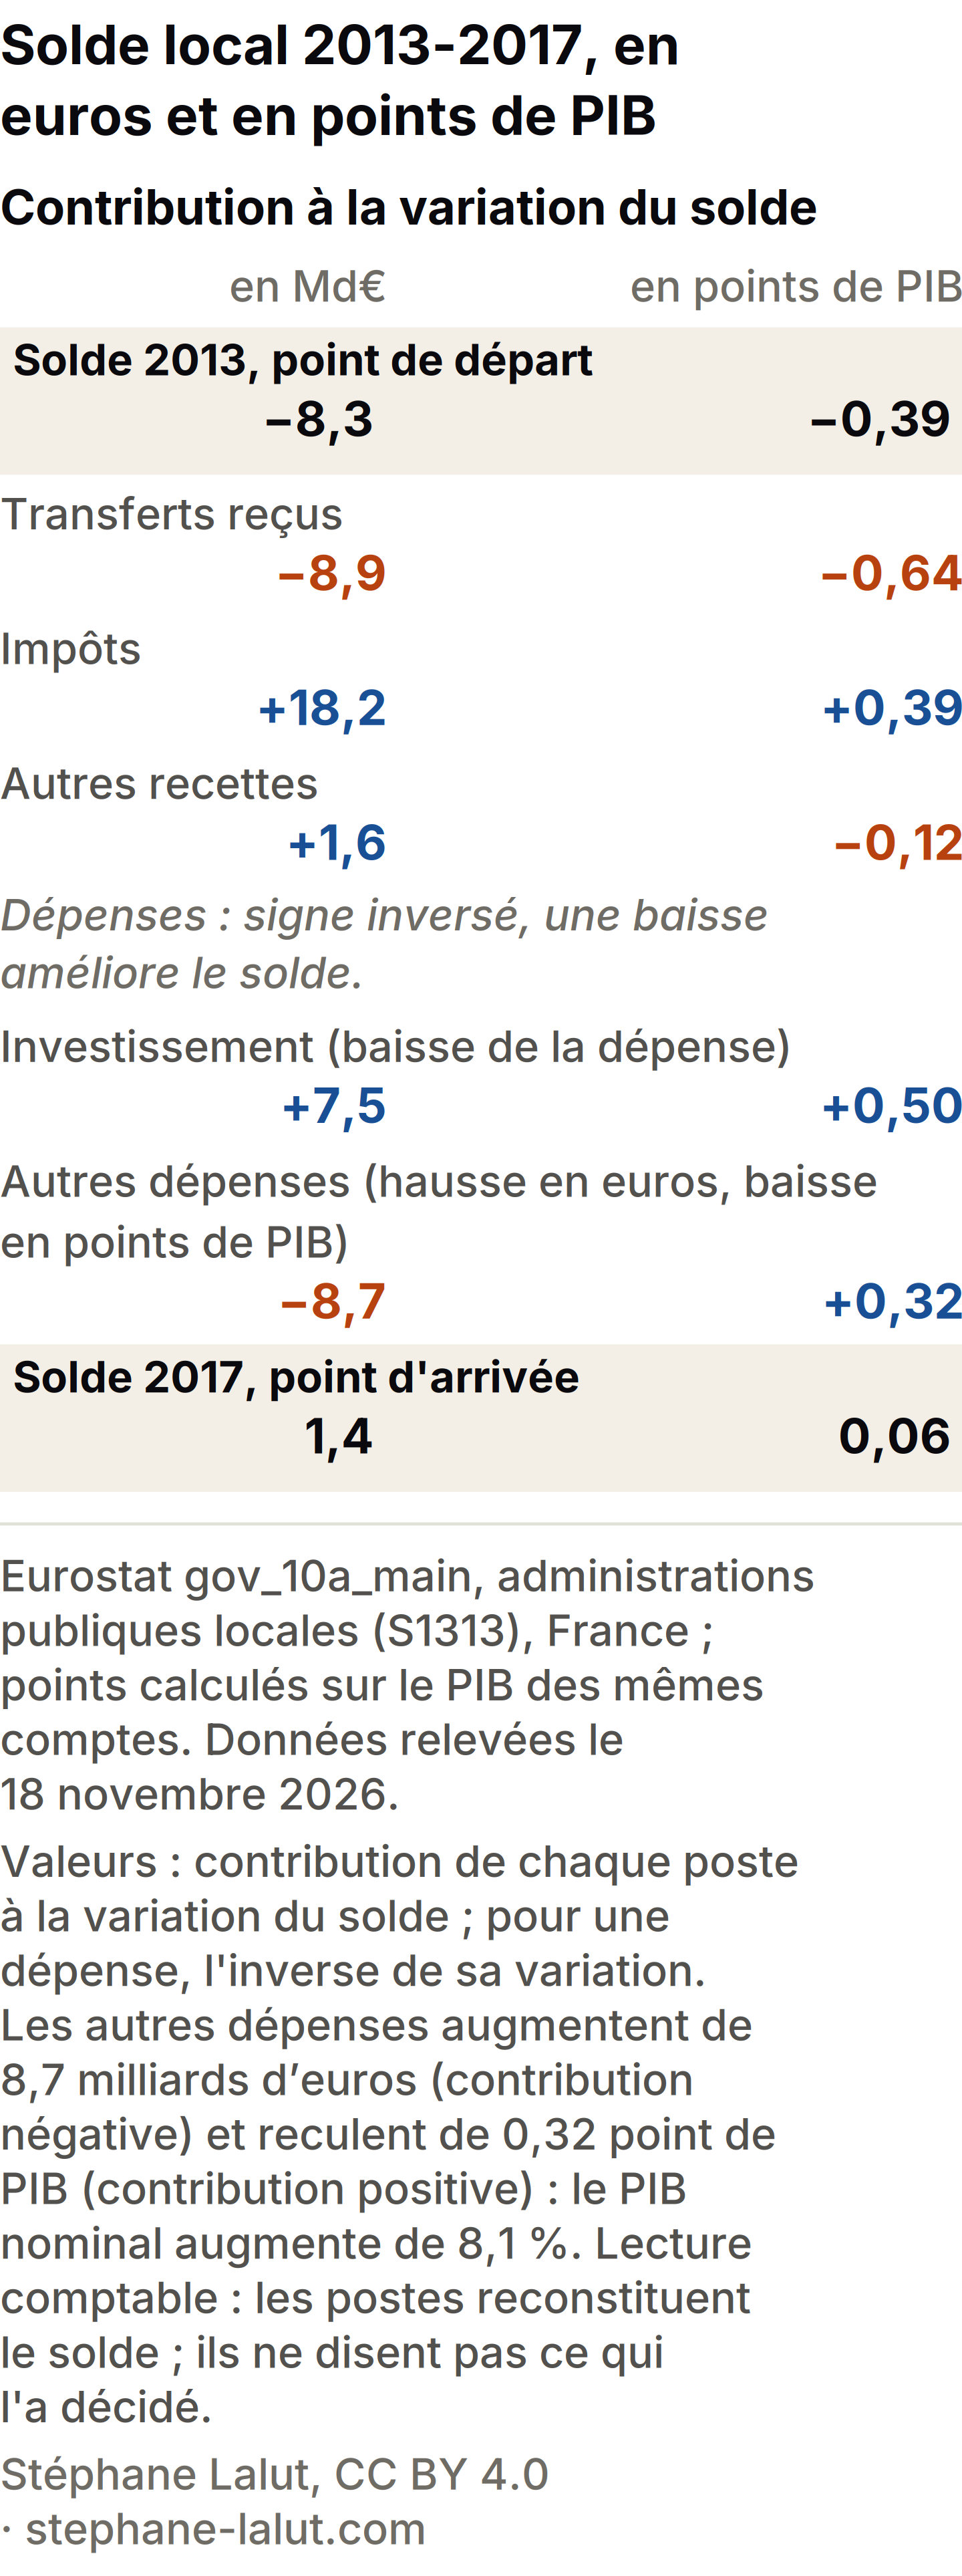 Solde local 2013-2017, en
euros et en points de PIB
Contribution à la variation du solde
en Md€ en points de PIB
Solde 2013, point de départ
−8,3 −0,39
Transferts reçus
−8,9 −0,64
Impôts
+18,2 +0,39
Autres recettes
+1,6 −0,12
Dépenses : signe inversé, une baisse
améliore le solde.
Investissement (baisse de la dépense)
+7,5 +0,50
Autres dépenses (hausse en euros, baisse
en points de PIB)
−8,7 +0,32
Solde 2017, point d'arrivée
1,4 0,06
Eurostat gov_10a_main, administrations
publiques locales (S1313), France ;
points calculés sur le PIB des mêmes
comptes. Données relevées le
18 novembre 2026.
Valeurs : contribution de chaque poste
à la variation du solde ; pour une
dépense, l'inverse de sa variation.
Les autres dépenses augmentent de
8,7 milliards d’euros (contribution
négative) et reculent de 0,32 point de
PIB (contribution positive) : le PIB
nominal augmente de 8,1 %. Lecture
comptable : les postes reconstituent
le solde ; ils ne disent pas ce qui
l'a décidé.
Stéphane Lalut, CC BY 4.0
· stephane-lalut.com